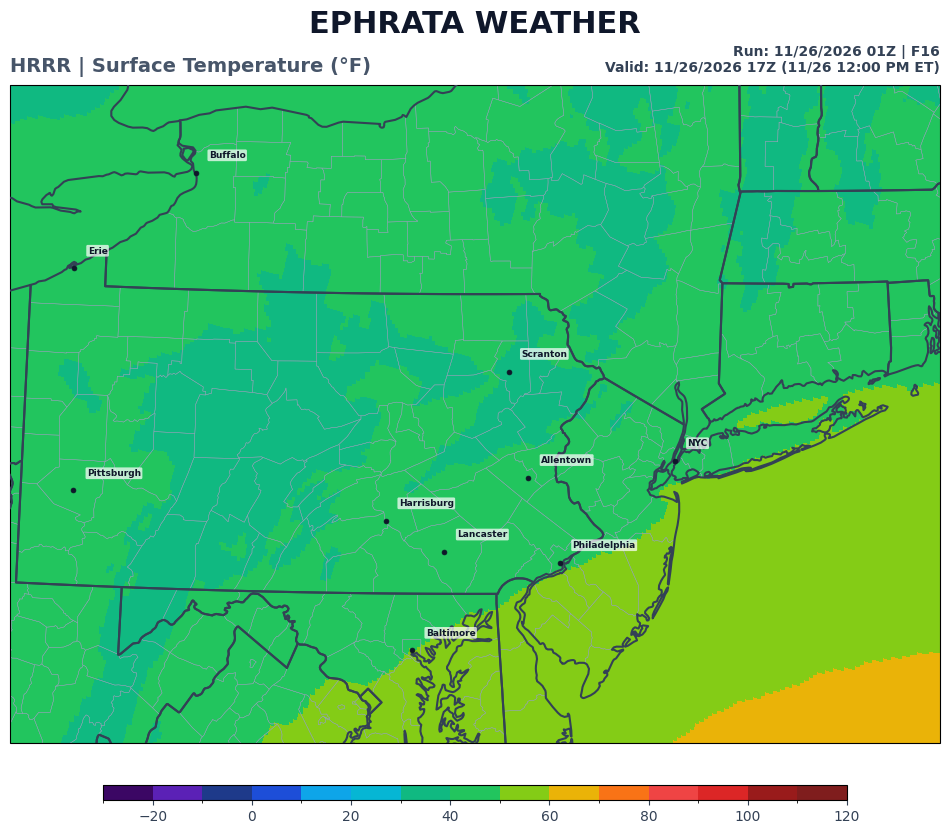 EPHRATA WEATHER
HRRR | Surface Temperature (°F)
Run: 11/26/2026 01Z | F16
Valid: 11/26/2026 17Z (11/26 12:00 PM ET)
Buffalo
Erie
Scranton
NYC
Allentown
Pittsburgh
Harrisburg
Lancaster
Philadelphia
Baltimore
−20 0 20 40 60 80 100 120